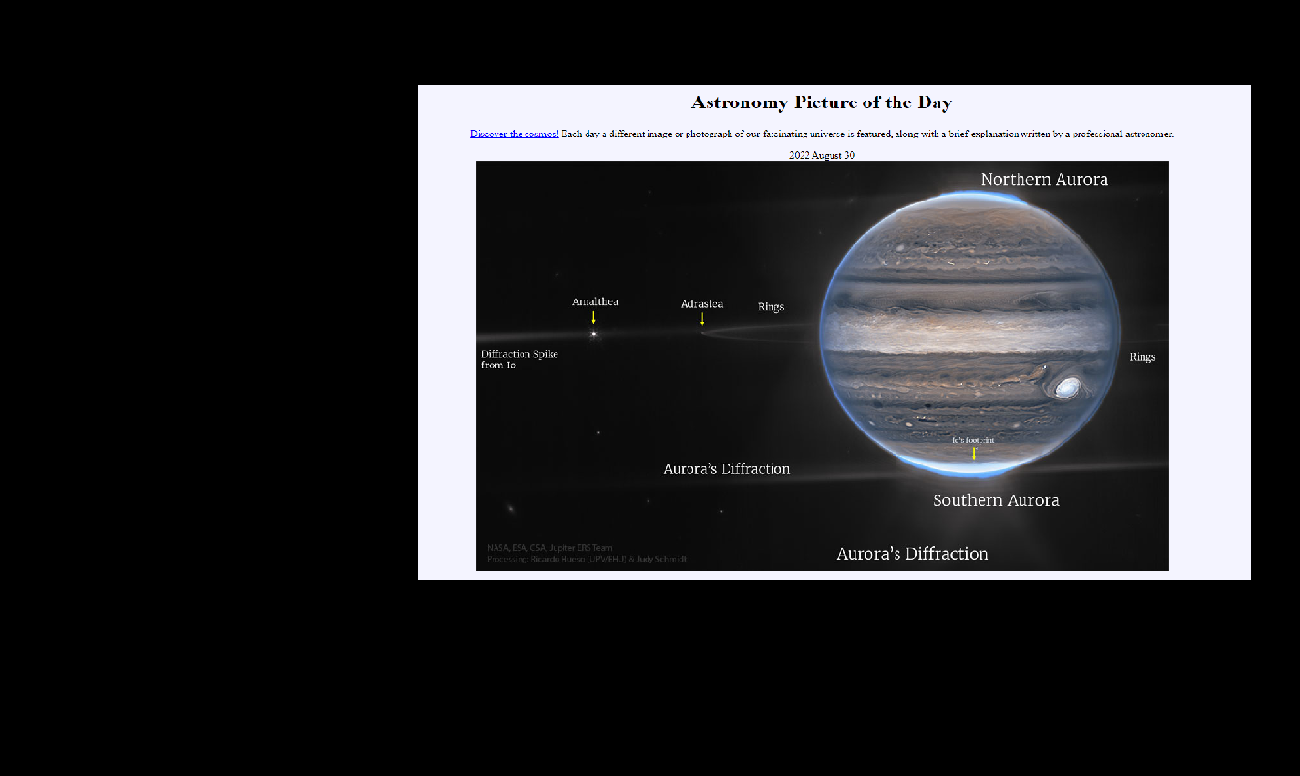 Astronomy Picture of the Day
Discover the cosmos! Each day a different image or photograph of our fascinating universe is featured, along with a brief explanation written by a professional astronomer.
2022 August 30
Northern Aurora
Amalthea
Adrastea
Rings
Diffraction Spike
from Io
Rings
Io's footprint
Aurora's Diffraction
Southern Aurora
Aurora's Diffraction
NASA, ESA, CSA, Jupiter ERS Team
Processing: Ricardo Hueso (UPV/EHU) & Judy Schmidt